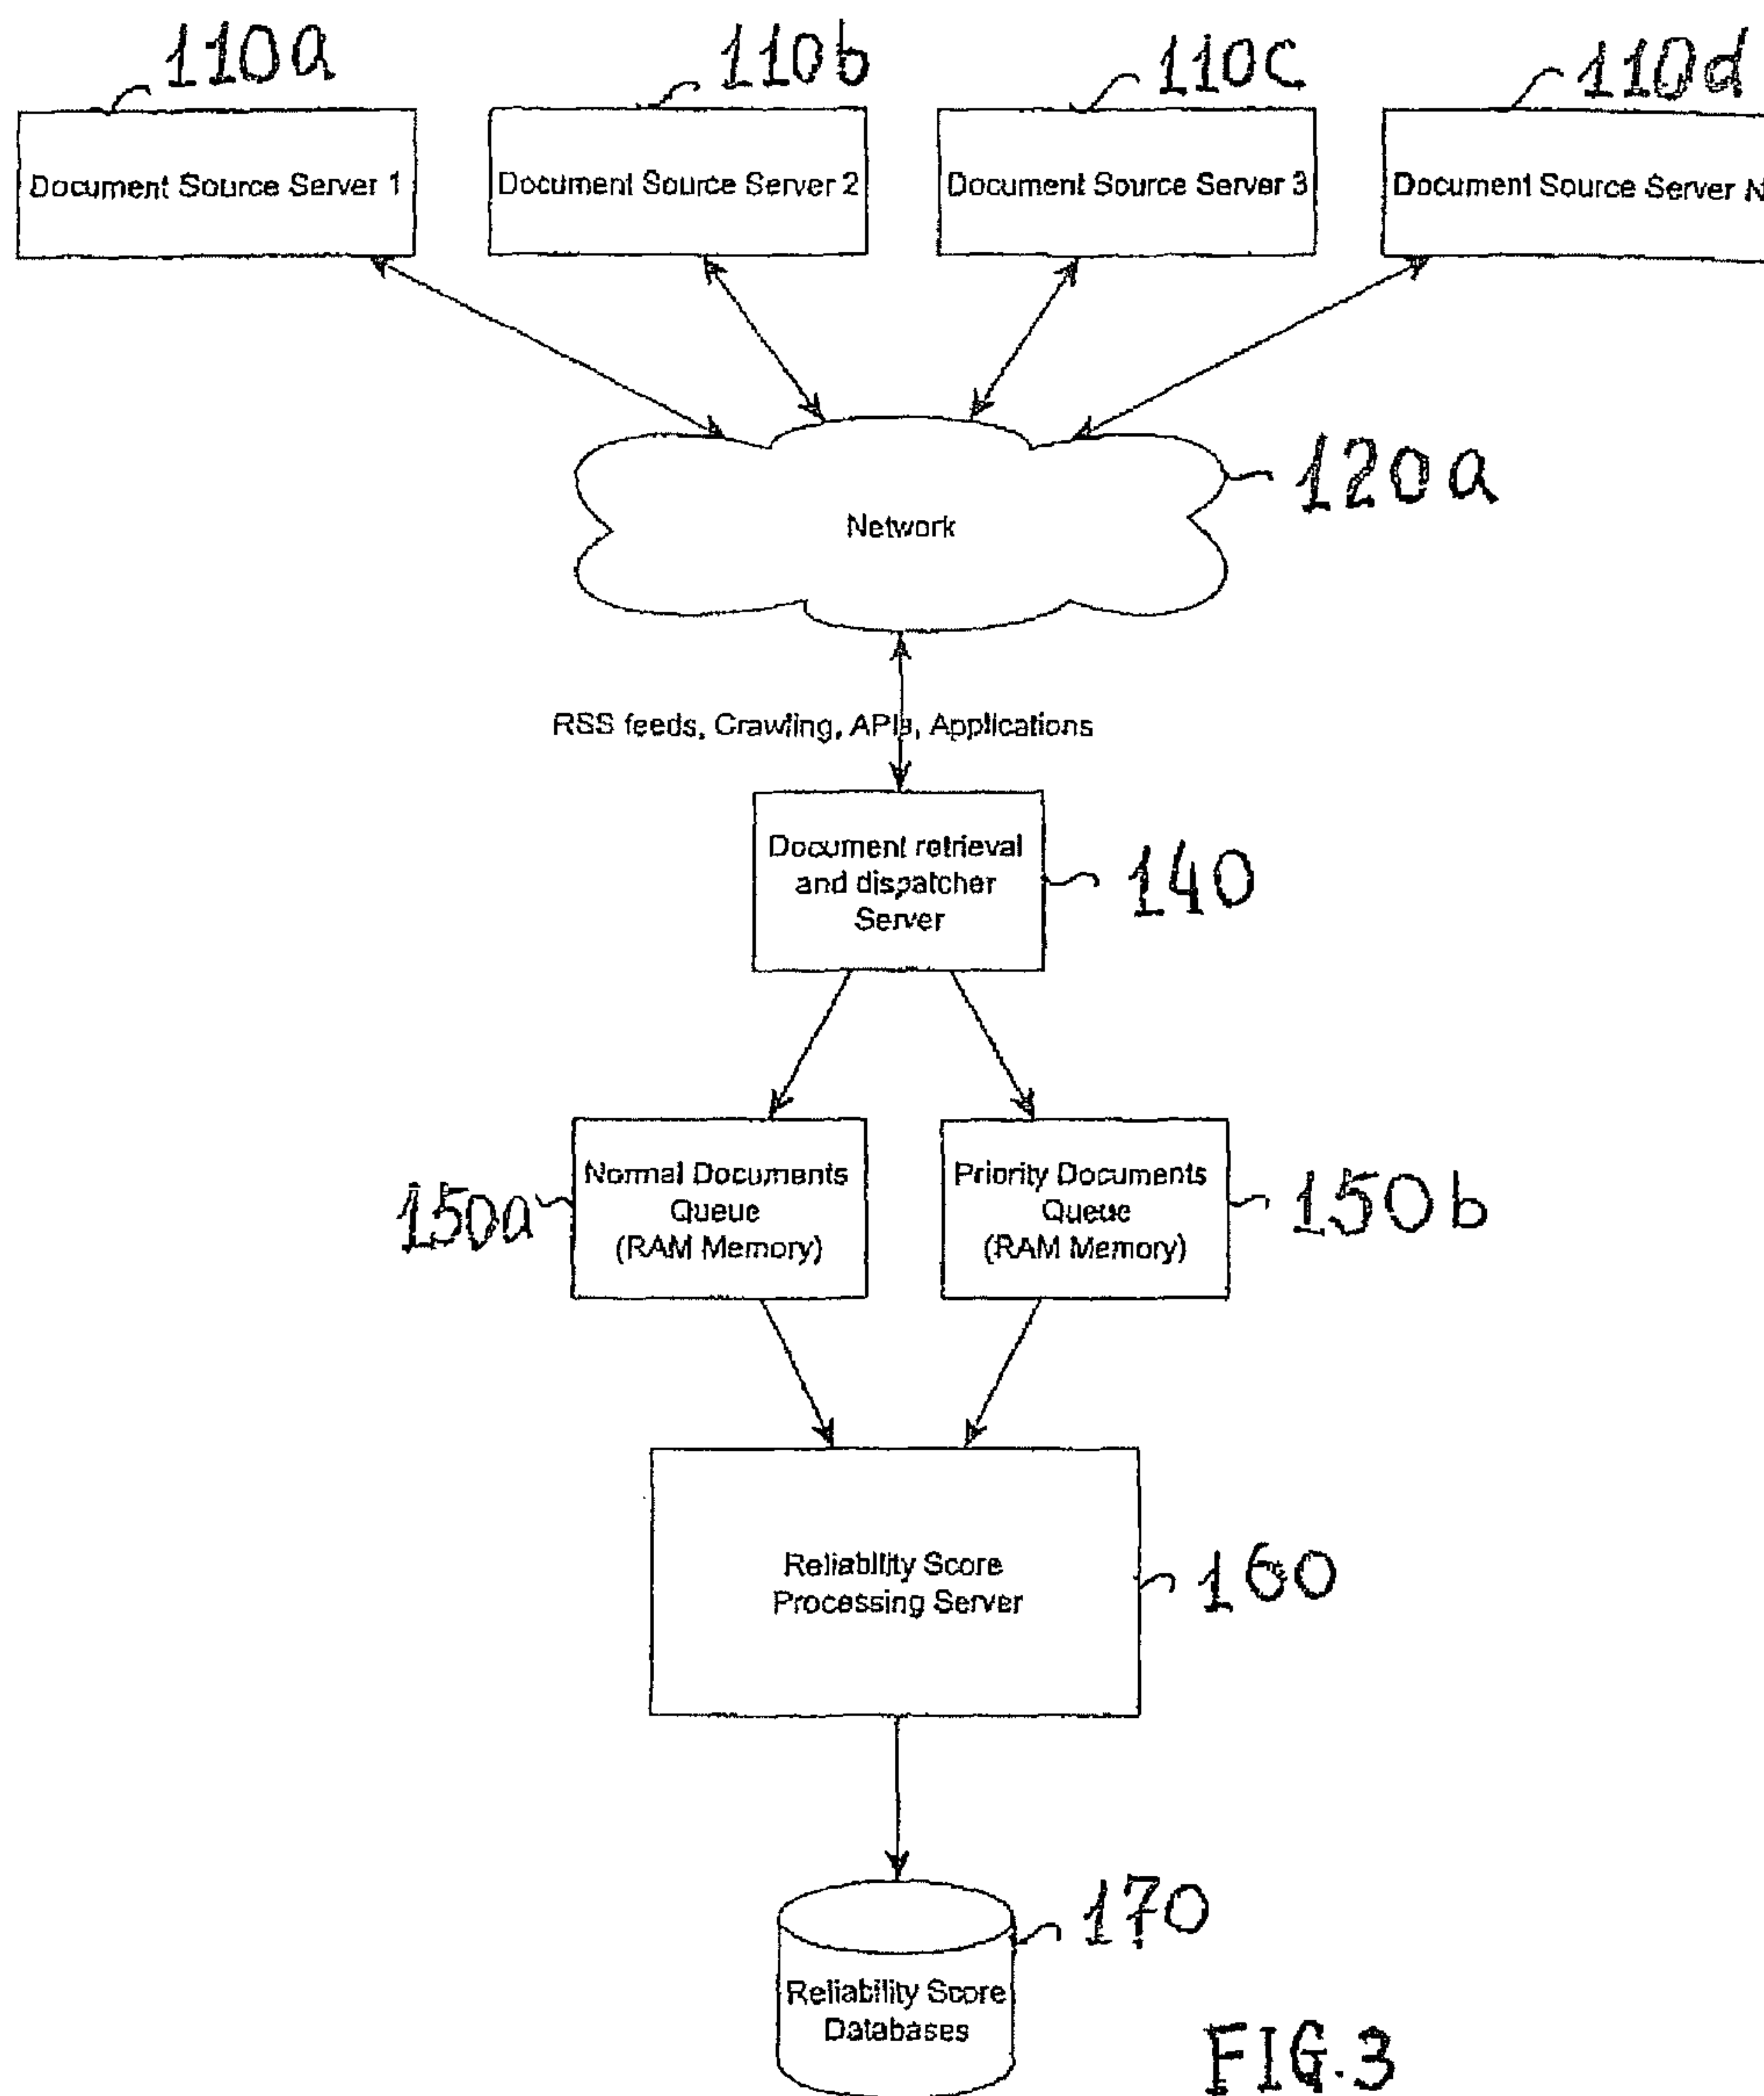 110a
110b
110c
110d
Document Source Server 1
Document Source Server 2
Document Source Server 3
Document Source Server N
120a
Network
RSS feeds, Crawling, APIs, Applications
Document retrieval
and dispatcher
Server
140
Normal Documents
Queue
(RAM Memory)
150a
Priority Documents
Queue
(RAM Memory)
150b
Reliability Score
Processing Server
160
170
Reliability Score
Databases
FIG.3